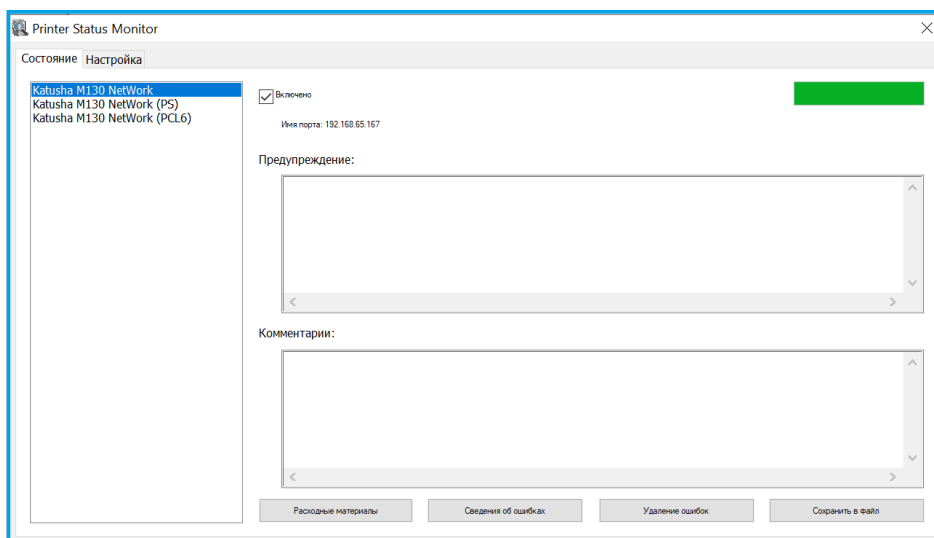 Printer Status Monitor
Состояние Настройка
Katusha M130 NetWork
Katusha M130 NetWork (PS)
Katusha M130 NetWork (PCL6)
Включено
Имя порта: 192.168.65.167
Предупреждение:
Комментарии:
Расходные материалы Сведения об ошибках Удаление ошибок Сохранить в файл